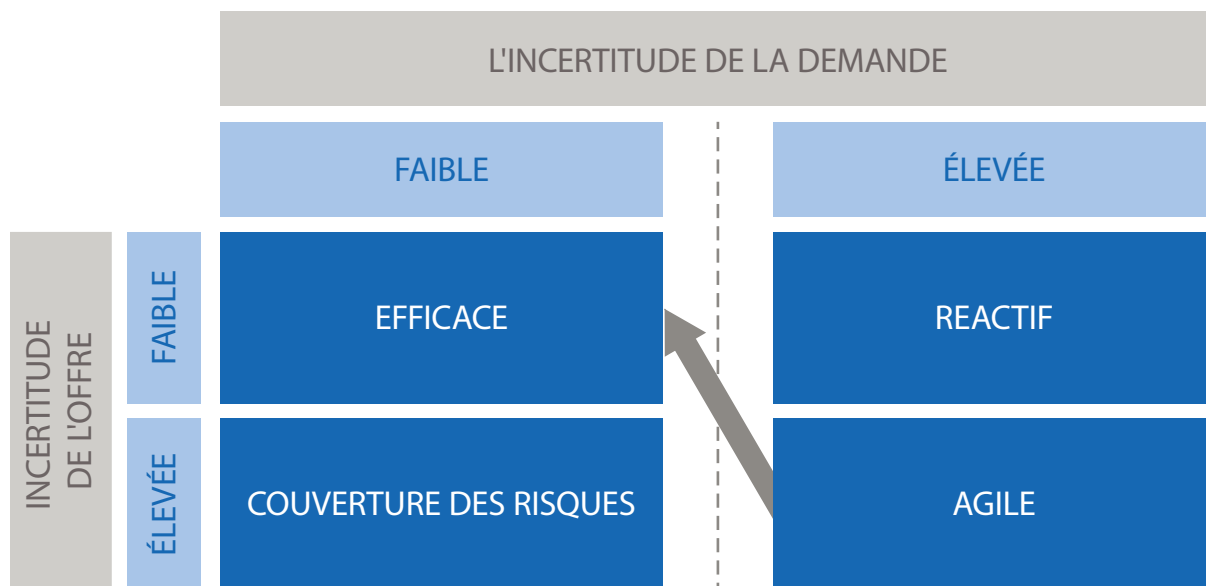 L'INCERTITUDE DE LA DEMANDE
FAIBLE
ÉLEVÉE
INCERTITUDE
DE L'OFFRE
FAIBLE
EFFICACE
REACTIF
ÉLEVÉE
COUVERTURE DES RISQUES
AGILE